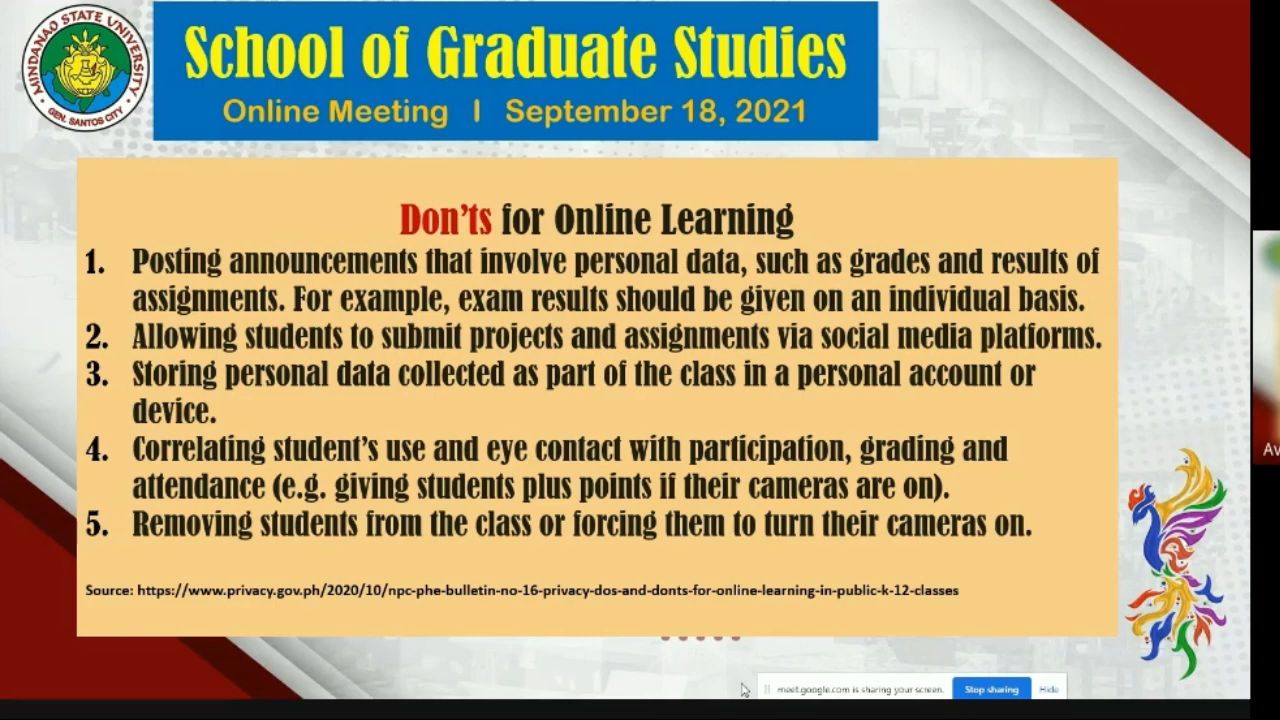 MINDANAO STATE UNIVERSITY
GEN. SANTOS CITY
School of Graduate Studies
Online Meeting I September 18, 2021
Don'ts for Online Learning
1. Posting announcements that involve personal data, such as grades and results of
assignments. For example, exam results should be given on an individual basis.
2. Allowing students to submit projects and assignments via social media platforms.
3. Storing personal data collected as part of the class in a personal account or
device.
4. Correlating student's use and eye contact with participation, grading and
attendance (e.g. giving students plus points if their cameras are on).
5. Removing students from the class or forcing them to turn their cameras on.
Source: https://www.privacy.gov.ph/2020/10/npc-phe-bulletin-no-16-privacy-dos-and-donts-for-online-learning-in-public-k-12-classes
meet.google.com is sharing your screen. Stop sharing Hide